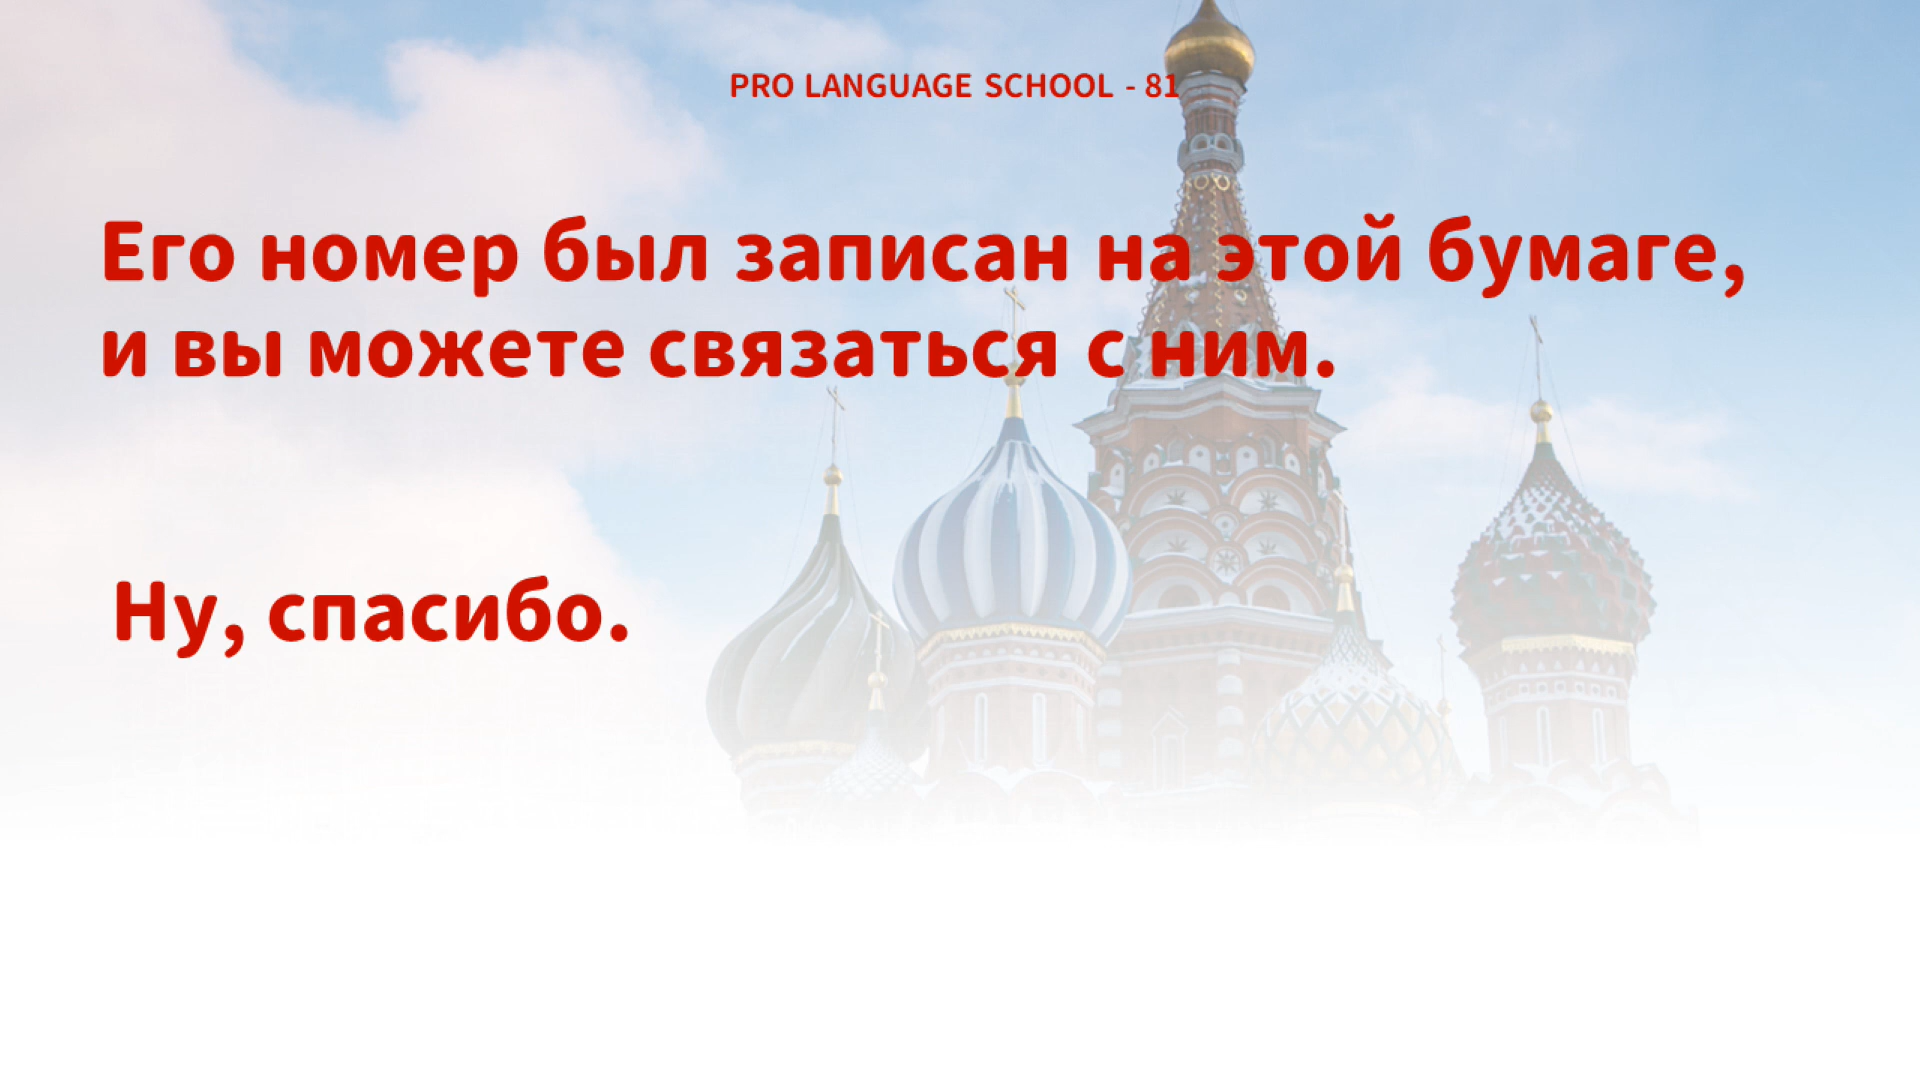 PRO LANGUAGE SCHOOL - 81
Его номер был записан на этой бумаге,
и вы можете связаться с ним.
Ну, спасибо.